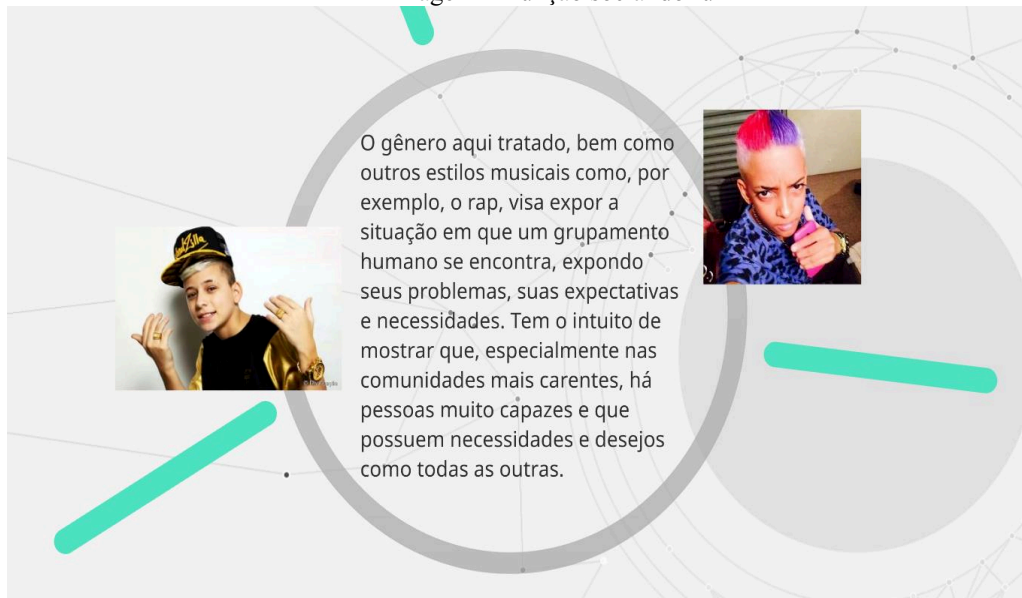 O gênero aqui tratado, bem como
outros estilos musicais como, por
exemplo, o rap, visa expor a
situação em que um grupamento
humano se encontra, expondo
seus problemas, suas expectativas
e necessidades. Tem o intuito de
mostrar que, especialmente nas
comunidades mais carentes, há
pessoas muito capazes e que
possuem necessidades e desejos
como todas as outras.